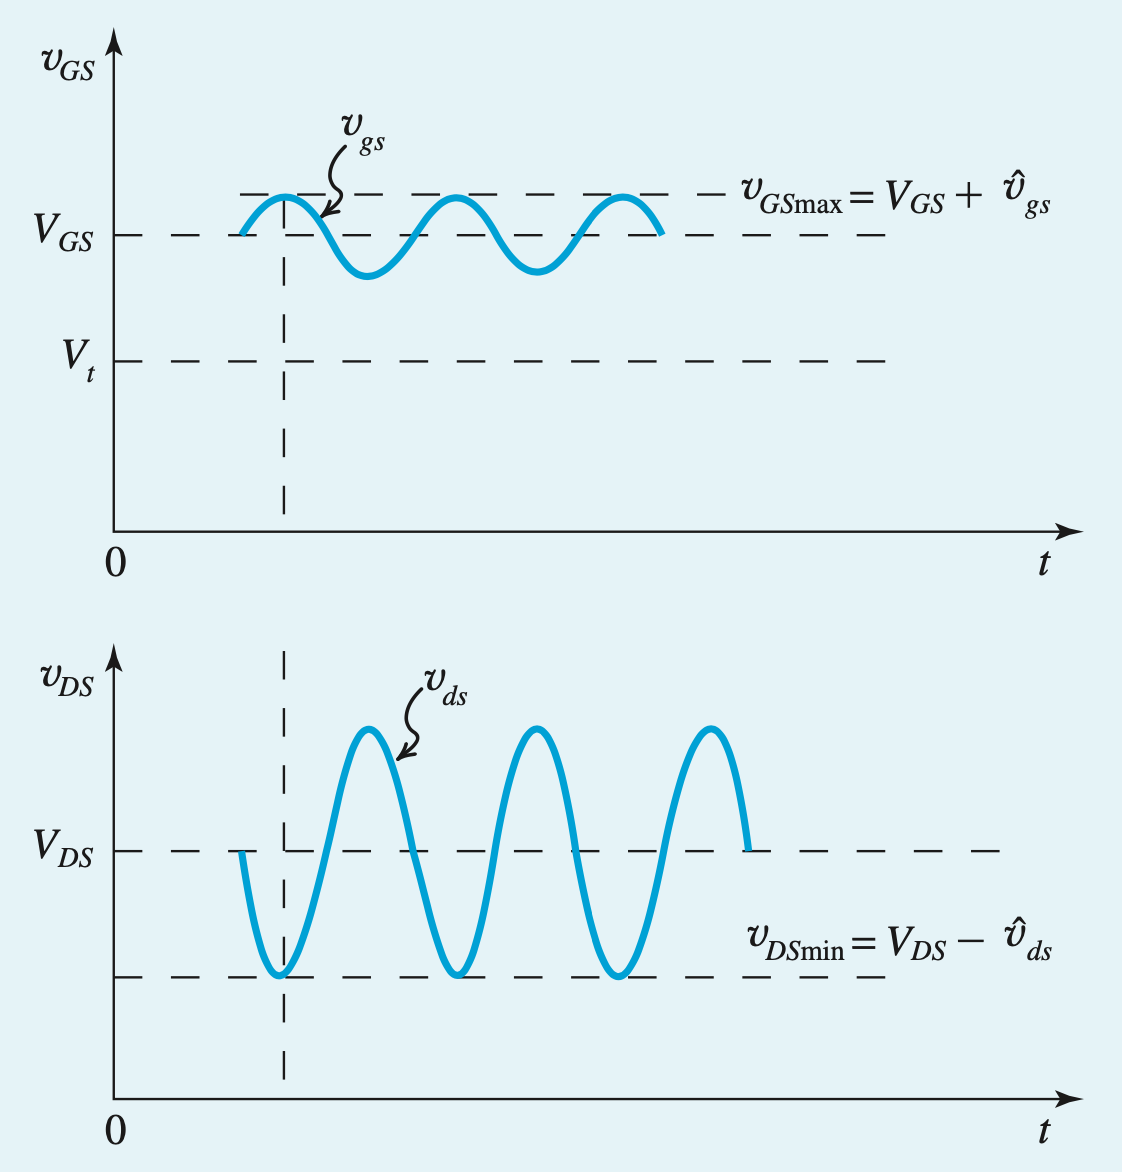 v_GS
v_gs
v_GSmax = V_GS + v̂_gs
V_GS
V_t
0
t
v_DS
v_ds
V_DS
v_DSmin = V_DS − v̂_ds
0
t